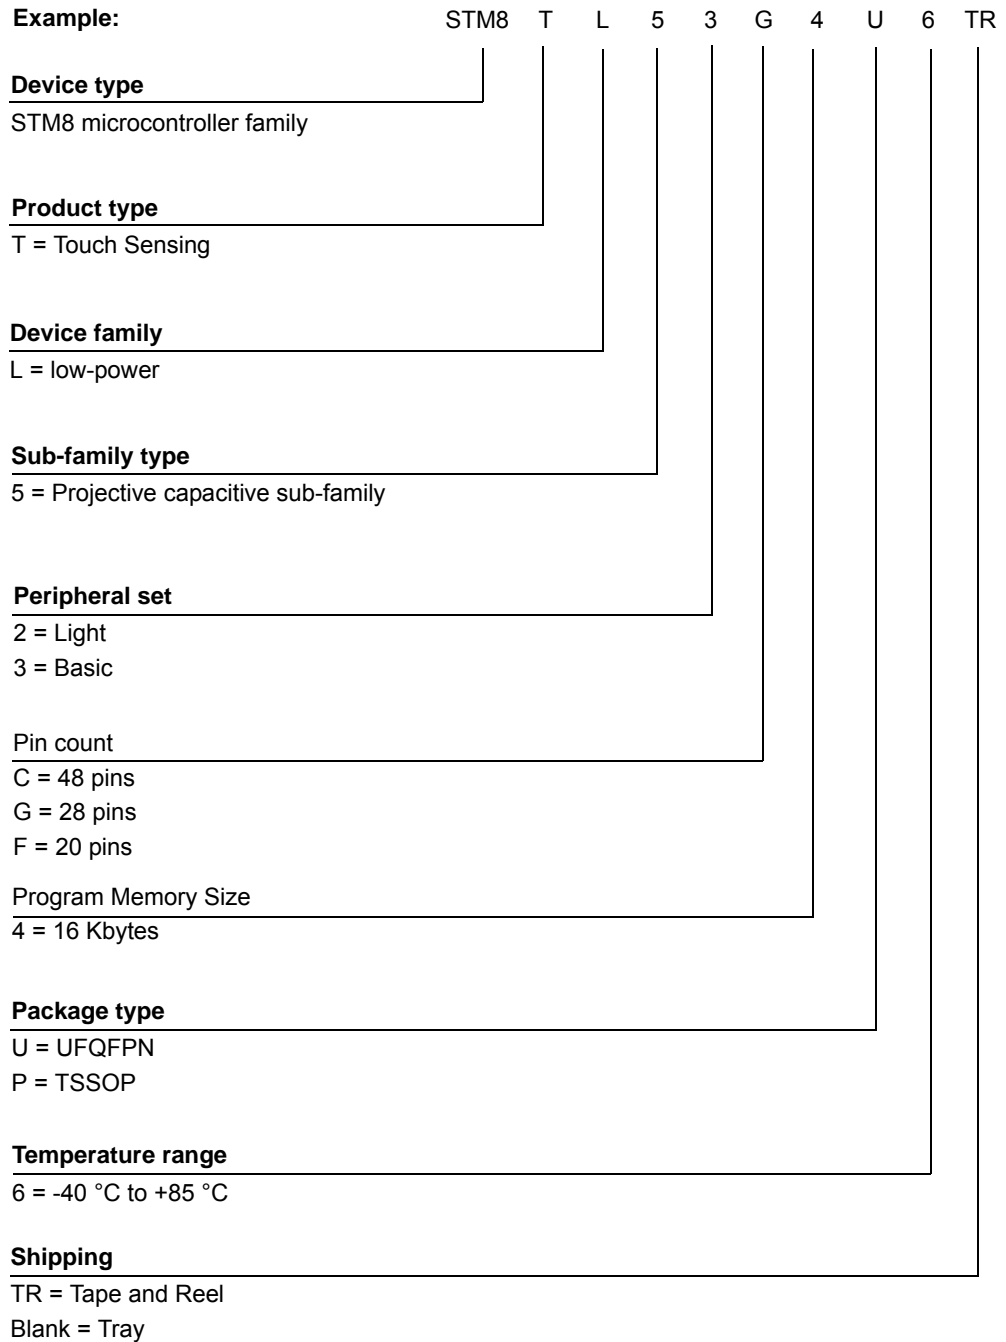 Example: STM8 T L 5 3 G 4 U 6 TR
Device type
STM8 microcontroller family
Product type
T = Touch Sensing
Device family
L = low-power
Sub-family type
5 = Projective capacitive sub-family
Peripheral set
2 = Light
3 = Basic
Pin count
C = 48 pins
G = 28 pins
F = 20 pins
Program Memory Size
4 = 16 Kbytes
Package type
U = UFQFPN
P = TSSOP
Temperature range
6 = -40 °C to +85 °C
Shipping
TR = Tape and Reel
Blank = Tray